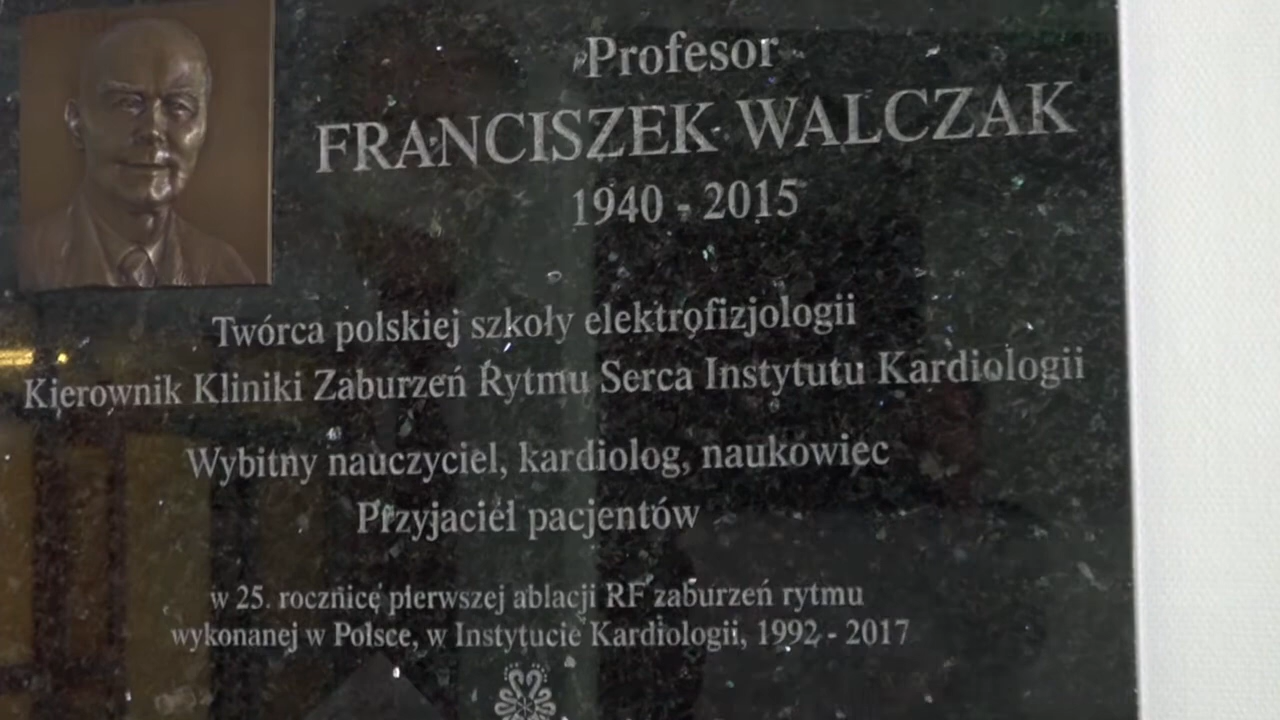 Profesor
FRANCISZEK WALCZAK
1940 - 2015
Twórca polskiej szkoły elektrofizjologii
Kierownik Kliniki Zaburzeń Rytmu Serca Instytutu Kardiologii
Wybitny nauczyciel, kardiolog, naukowiec
Przyjaciel pacjentów
w 25. rocznicę pierwszej ablacji RF zaburzeń rytmu
wykonanej w Polsce, w Instytucie Kardiologii, 1992 - 2017